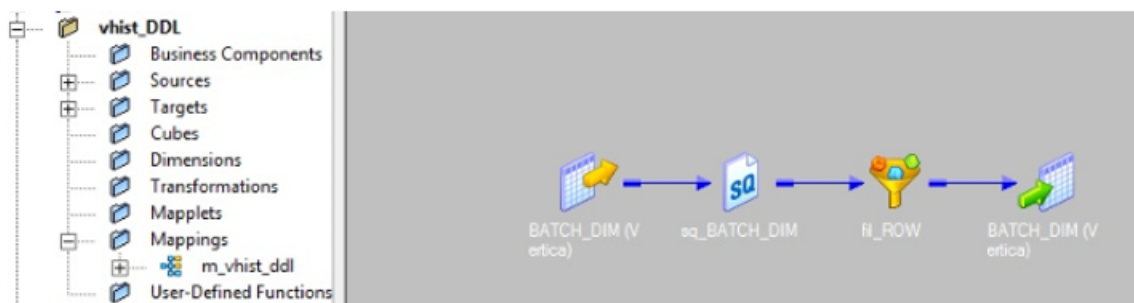 vhist_DDL
Business Components
Sources
Targets
Cubes
Dimensions
Transformations
Mapplets
Mappings
m_vhist_ddl
User-Defined Functions
BATCH_DIM (V
ertica)
SQ
sq_BATCH_DIM
fil_ROW
BATCH_DIM (V
ertica)